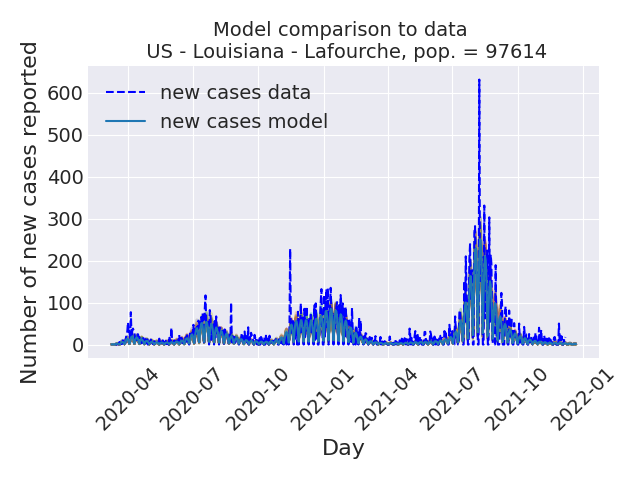 Model comparison to data
US - Louisiana - Lafourche, pop. = 97614
Number of new cases reported
600
500
400
300
200
100
0
new cases data
new cases model
2020-04
2020-07
2020-10
2021-01
2021-04
2021-07
2021-10
2022-01
Day